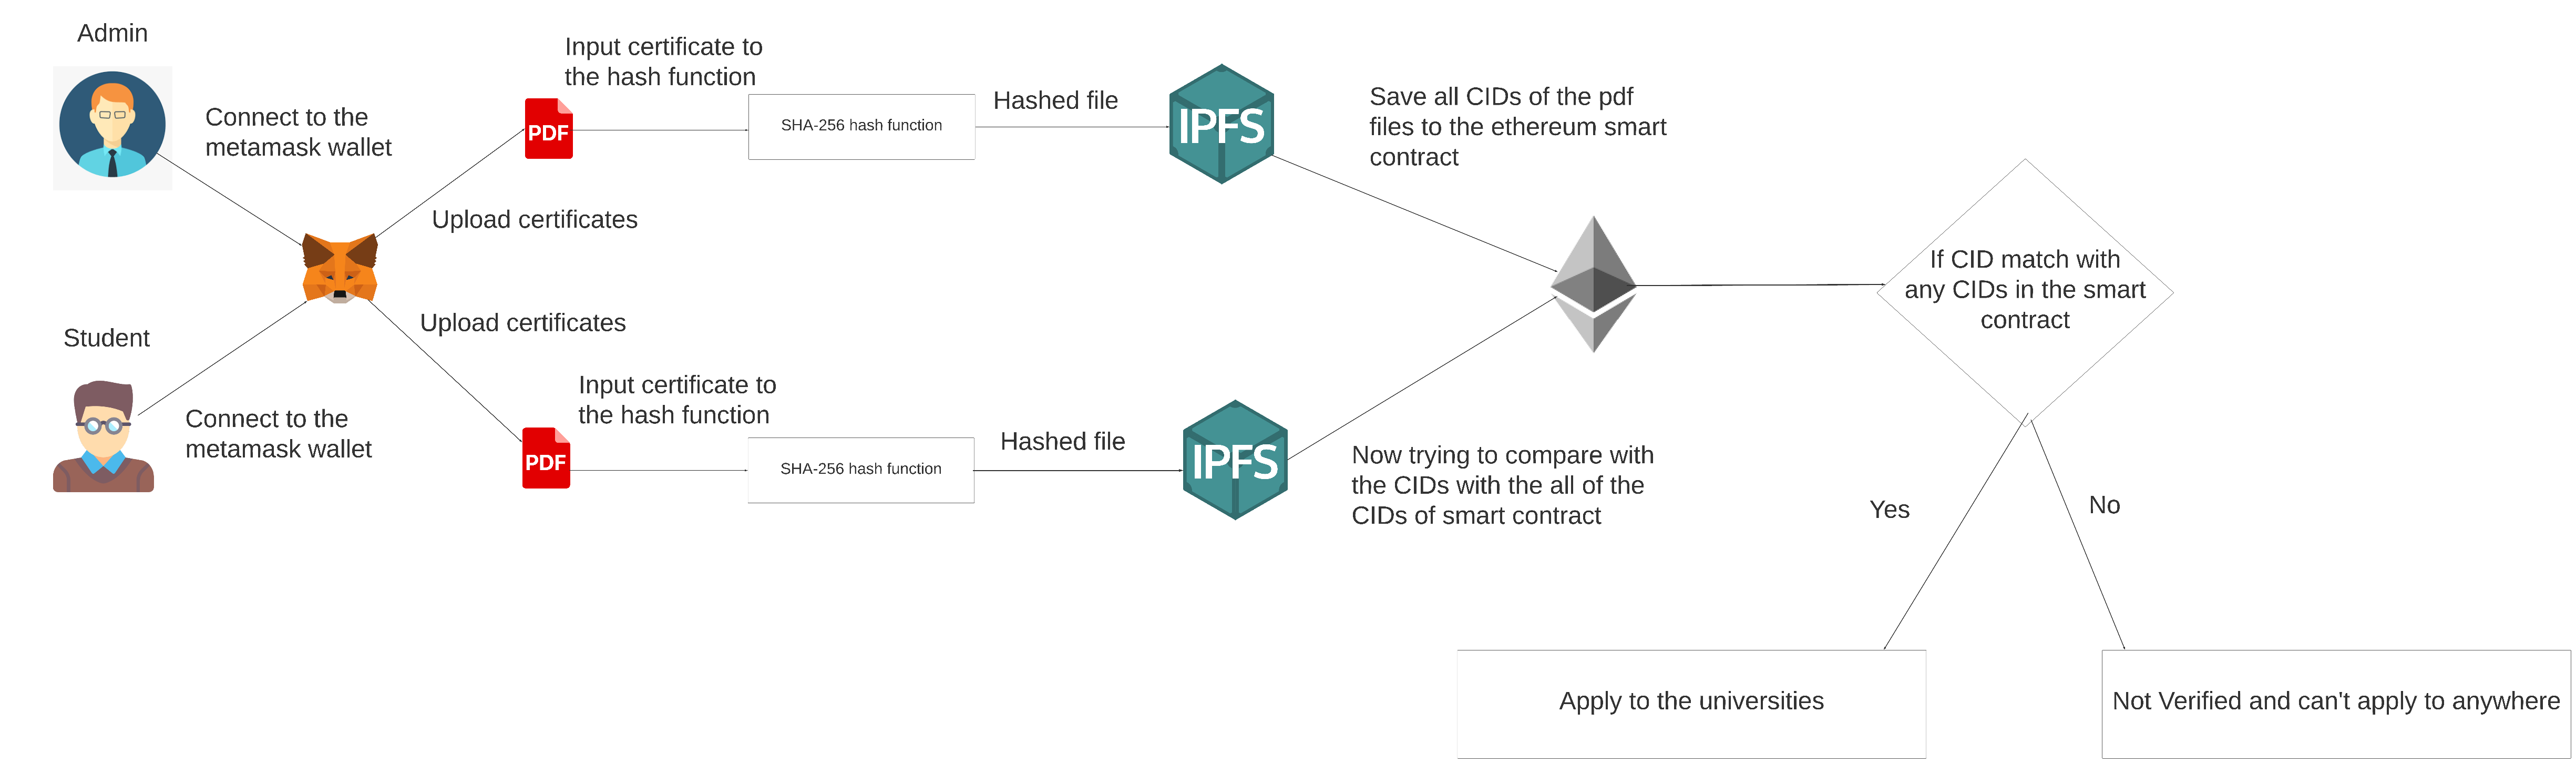 Admin
Connect to the
metamask wallet
Input certificate to
the hash function
PDF
Upload certificates
SHA-256 hash function
Hashed file
IPFS
Save all CIDs of the pdf
files to the ethereum smart
contract
If CID match with
any CIDs in the smart
contract
Student
Connect to the
metamask wallet
Upload certificates
Input certificate to
the hash function
PDF
SHA-256 hash function
Hashed file
IPFS
Now trying to compare with
the CIDs with the all of the
CIDs of smart contract
Yes
No
Apply to the universities
Not Verified and can't apply to anywhere